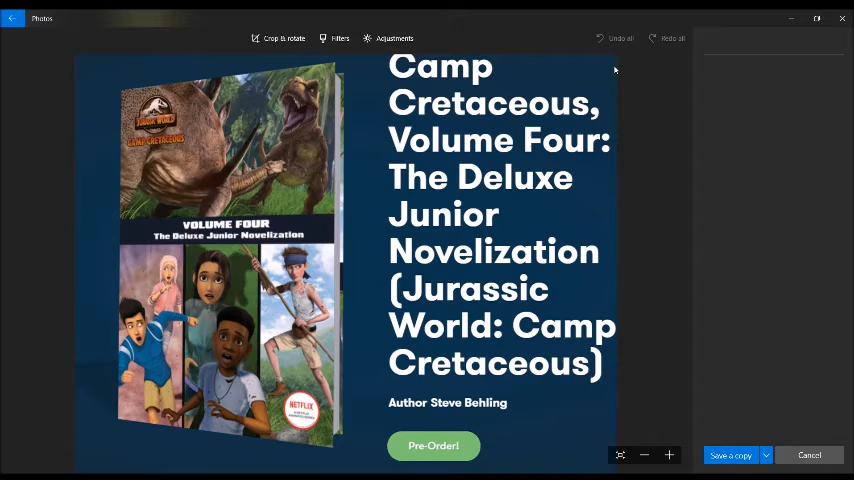 Photos
Crop & rotate
Filters
Adjustments
Undo all
Redo all
JURASSIC WORLD
CAMP CRETACEOUS
VOLUME FOUR
The Deluxe Junior Novelization
NETFLIX
Camp
Cretaceous,
Volume Four:
The Deluxe
Junior
Novelization
(Jurassic
World: Camp
Cretaceous)
Author Steve Behling
Pre-Order!
Save a copy
Cancel